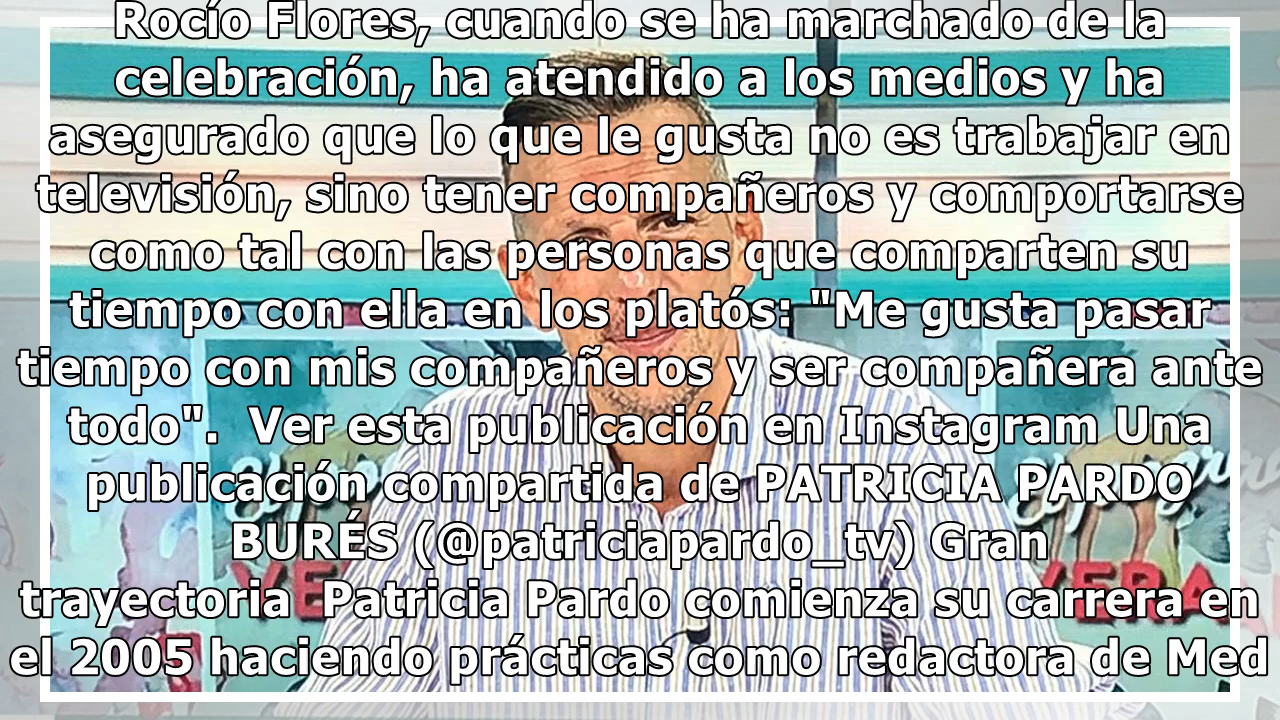 Rocío Flores, cuando se ha marchado de la
celebración, ha atendido a los medios y ha
asegurado que lo que le gusta no es trabajar en
televisión, sino tener compañeros y comportarse
como tal con las personas que comparten su
tiempo con ella en los platós: "Me gusta pasar
tiempo con mis compañeros y ser compañera ante
todo".  Ver esta publicación en Instagram Una
publicación compartida de PATRICIA PARDO
BURÉS (@patriciapardo_tv) Gran
trayectoria  Patricia Pardo comienza su carrera en
el 2005 haciendo prácticas como redactora de Med